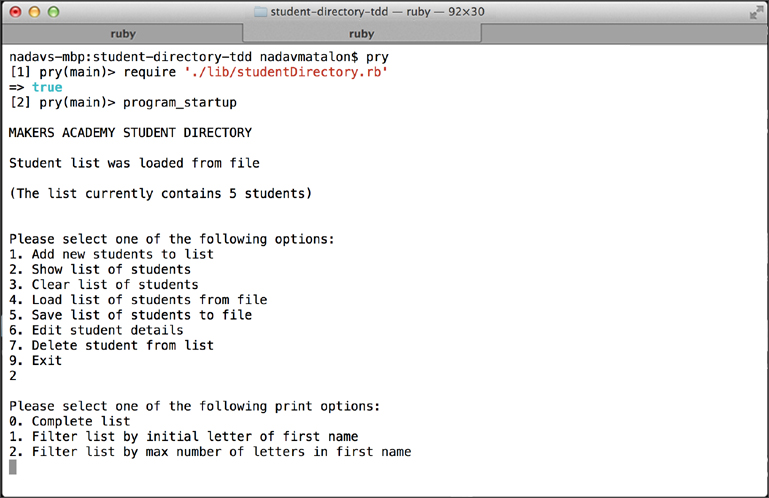 student-directory-tdd — ruby — 92×30
ruby
ruby
nadavs-mbp:student-directory-tdd nadavmatalon$ pry
[1] pry(main)> require './lib/studentDirectory.rb'
=> true
[2] pry(main)> program_startup
MAKERS ACADEMY STUDENT DIRECTORY
Student list was loaded from file
(The list currently contains 5 students)
Please select one of the following options:
1. Add new students to list
2. Show list of students
3. Clear list of students
4. Load list of students from file
5. Save list of students to file
6. Edit student details
7. Delete student from list
9. Exit
2
Please select one of the following print options:
0. Complete list
1. Filter list by initial letter of first name
2. Filter list by max number of letters in first name